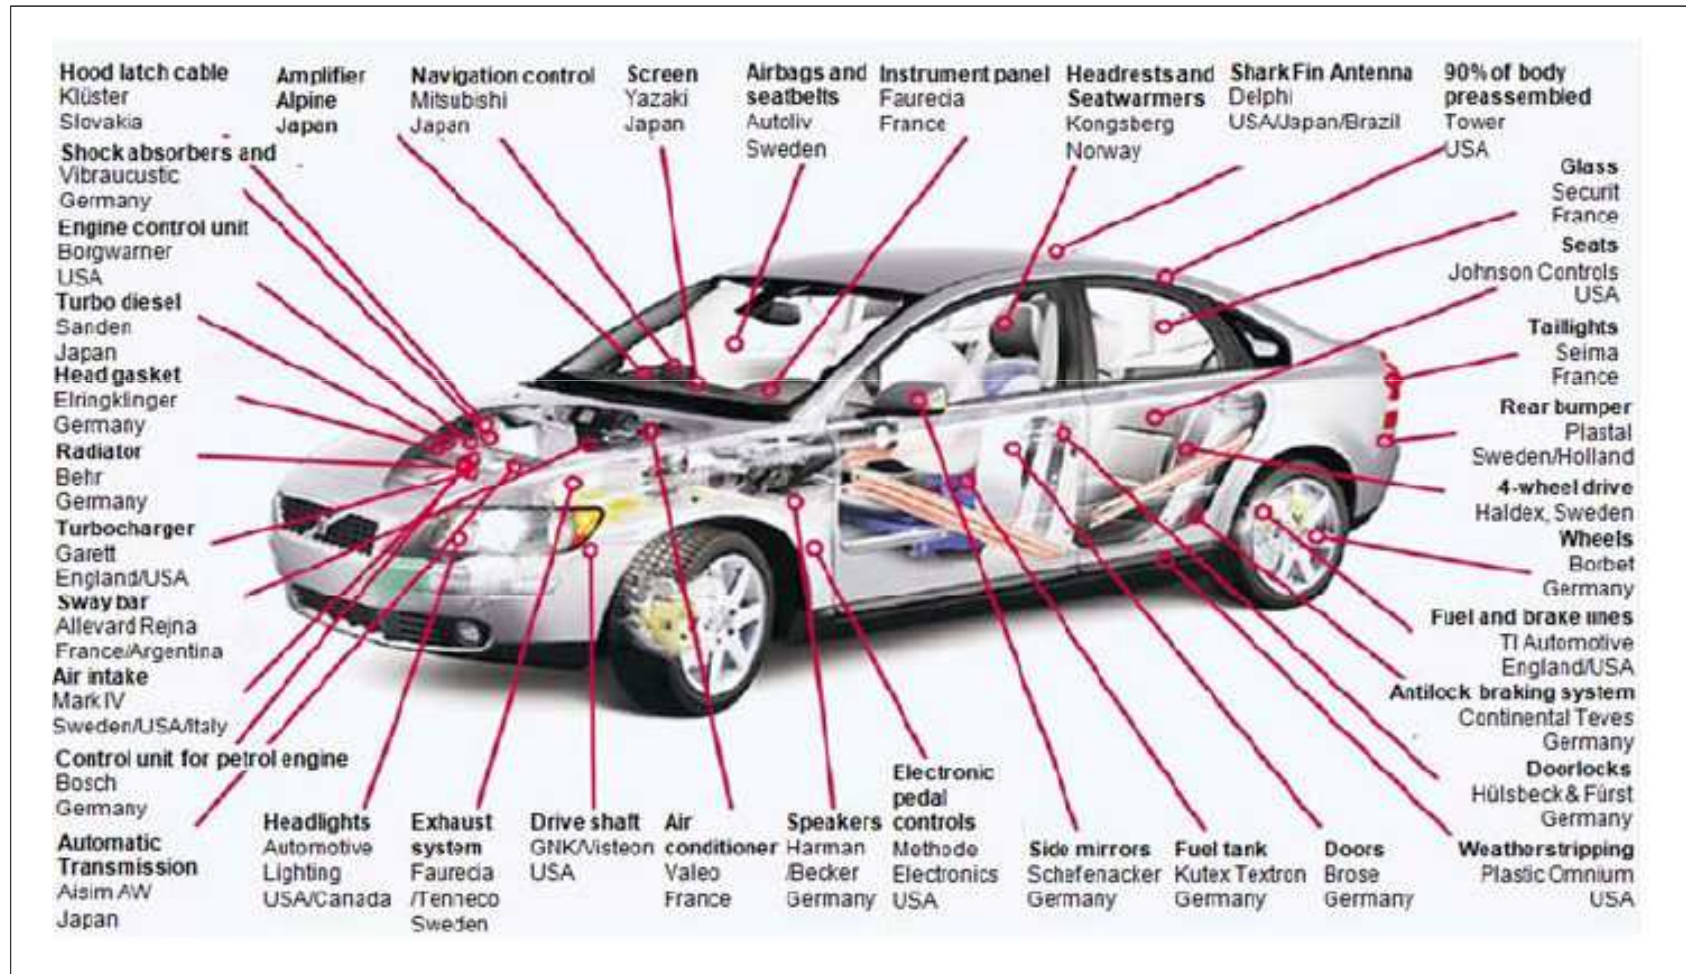 Hood latch cable
Klüster
Slovakia
Shock absorbers and
Vibraucustic
Germany
Engine control unit
Borgwarner
USA
Turbo diesel
Sanden
Japan
Head gasket
Elringklinger
Germany
Radiator
Behr
Germany
Turbocharger
Garett
England/USA
Sway bar
Allevard Rejna
France/Argentina
Air intake
Mark IV
Sweden/USA/Italy
Control unit for petrol engine
Bosch
Germany
Automatic
Transmission
Aisim AW
Japan
Amplifier
Alpine
Japan
Navigation control
Mitsubishi
Japan
Screen
Yazaki
Japan
Airbags and
seatbelts
Autoliv
Sweden
Instrument panel
Faurecia
France
Headrests and
Seatwarmers
Kongsberg
Norway
Shark Fin Antenna
Delphi
USA/Japan/Brazil
90% of body
preassembled
Tower
USA
Glass
Securit
France
Seats
Johnson Controls
USA
Taillights
Seima
France
Rear bumper
Plastal
Sweden/Holland
4-wheel drive
Haldex, Sweden
Wheels
Borbet
Germany
Fuel and brake lines
TI Automotive
England/USA
Antilock braking system
Continental Teves
Germany
Doorlocks
Hülsbeck & Fürst
Germany
Weatherstripping
Plastic Omnium
USA
Headlights
Automotive
Lighting
USA/Canada
Exhaust
system
Faurecia
/Tenneco
Sweden
Drive shaft
GNK/Visteon
USA
Air
conditioner
Valeo
France
Speakers
Harman
/Becker
Germany
Electronic
pedal
controls
Methode
Electronics
USA
Side mirrors
Schefenacker
Germany
Fuel tank
Kutex Textron
Germany
Doors
Brose
Germany